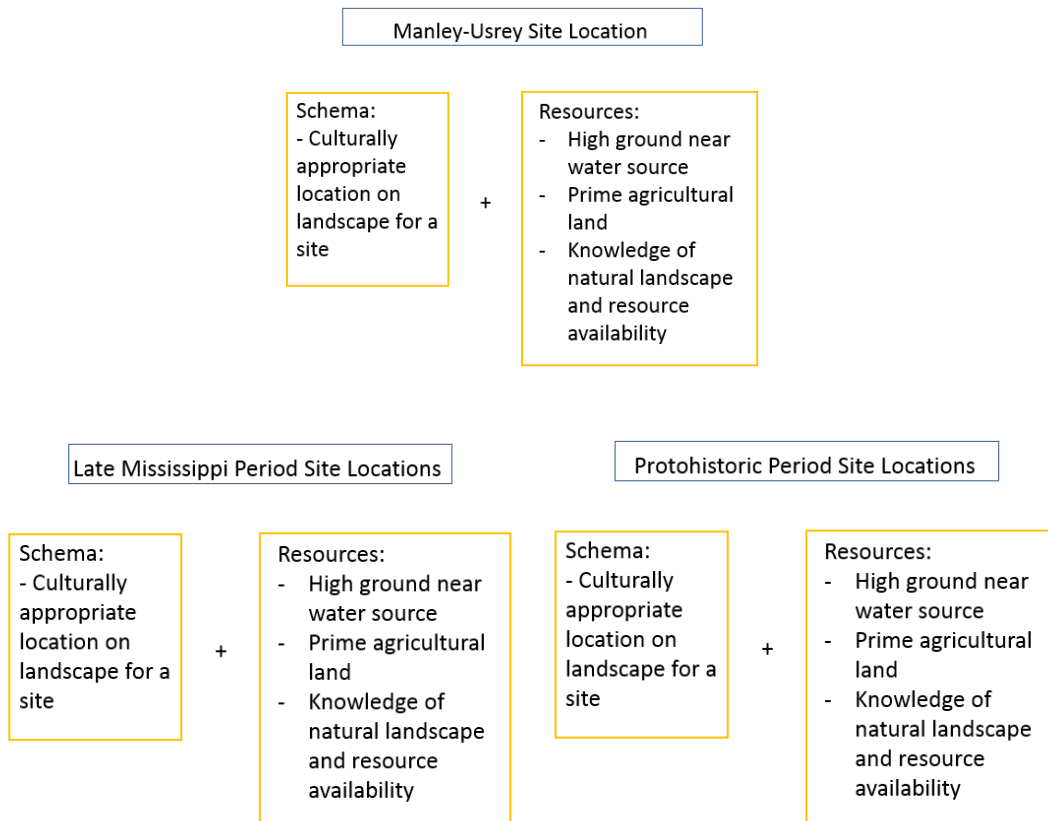 Manley-Usrey Site Location
Schema:
- Culturally
appropriate
location on
landscape for a
site
+
Resources:
- High ground near
water source
- Prime agricultural
land
- Knowledge of
natural landscape
and resource
availability
Late Mississippi Period Site Locations
Schema:
- Culturally
appropriate
location on
landscape for a
site
+
Resources:
- High ground near
water source
- Prime agricultural
land
- Knowledge of
natural landscape
and resource
availability
Protohistoric Period Site Locations
Schema:
- Culturally
appropriate
location on
landscape for a
site
+
Resources:
- High ground near
water source
- Prime agricultural
land
- Knowledge of
natural landscape
and resource
availability